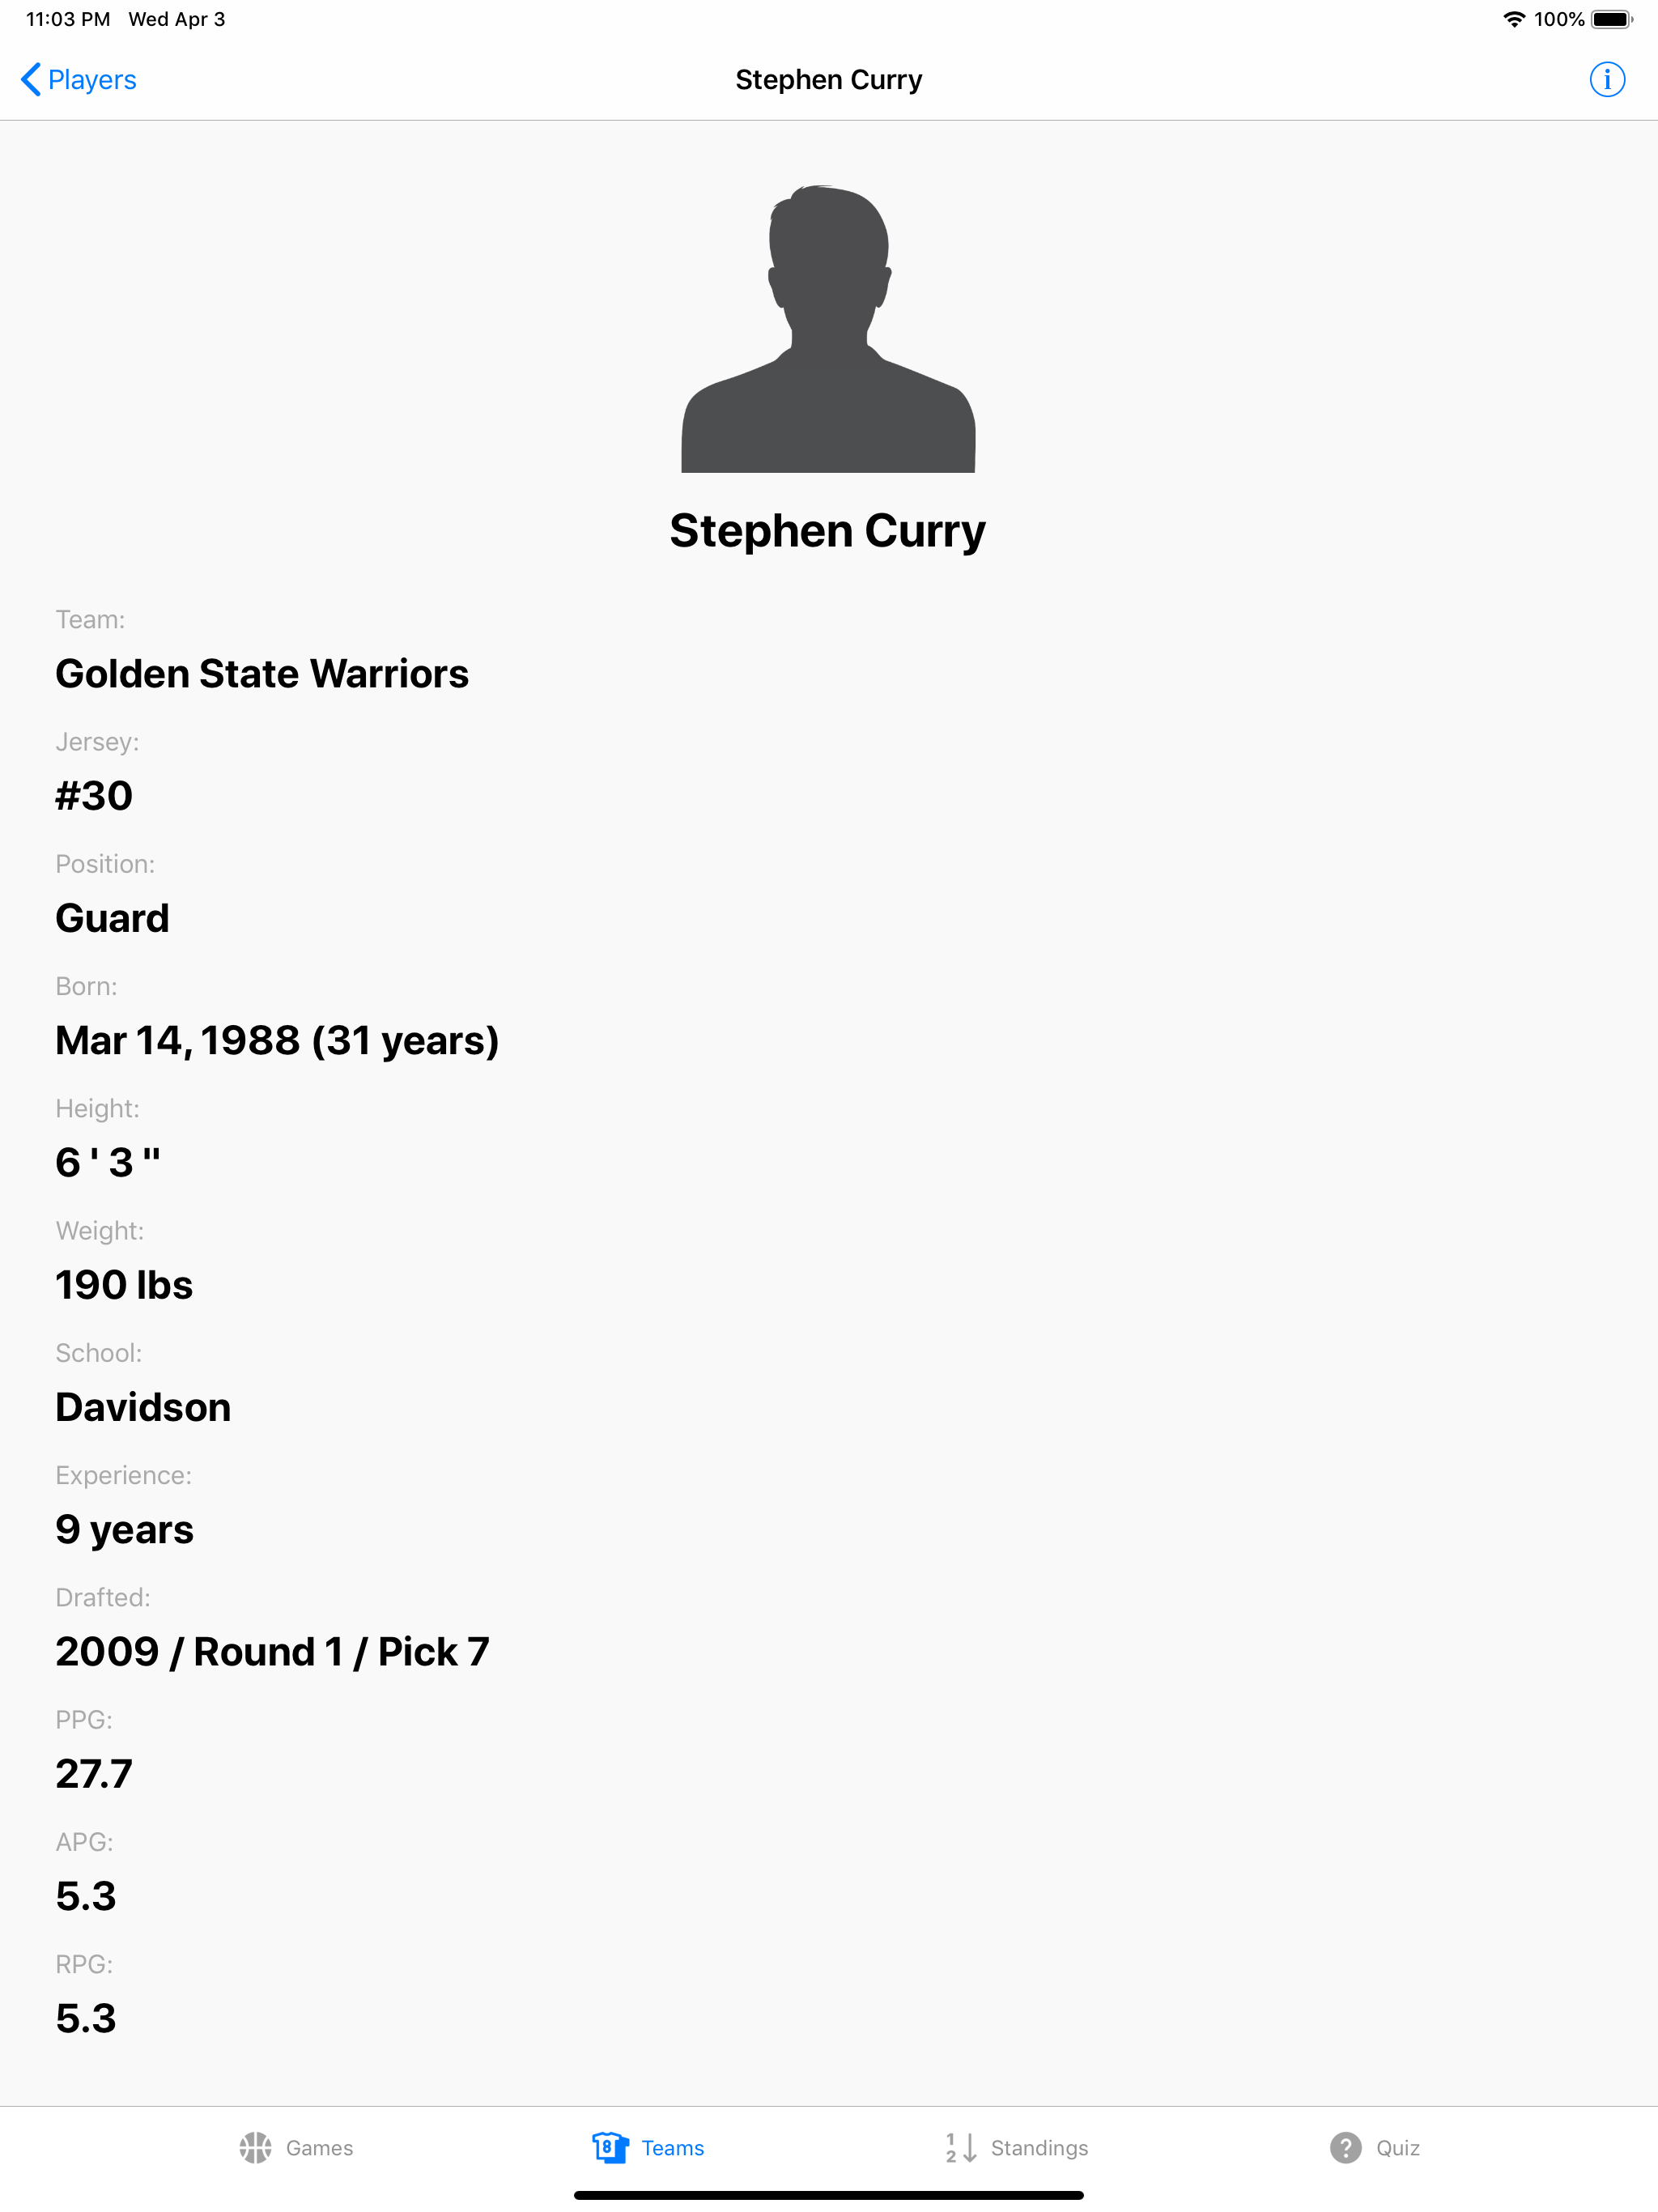 11:03 PM Wed Apr 3 100%
Players Stephen Curry i
Stephen Curry
Team:
Golden State Warriors
Jersey:
#30
Position:
Guard
Born:
Mar 14, 1988 (31 years)
Height:
6 ' 3 "
Weight:
190 lbs
School:
Davidson
Experience:
9 years
Drafted:
2009 / Round 1 / Pick 7
PPG:
27.7
APG:
5.3
RPG:
5.3
Games 8 Teams 1 2 Standings ? Quiz